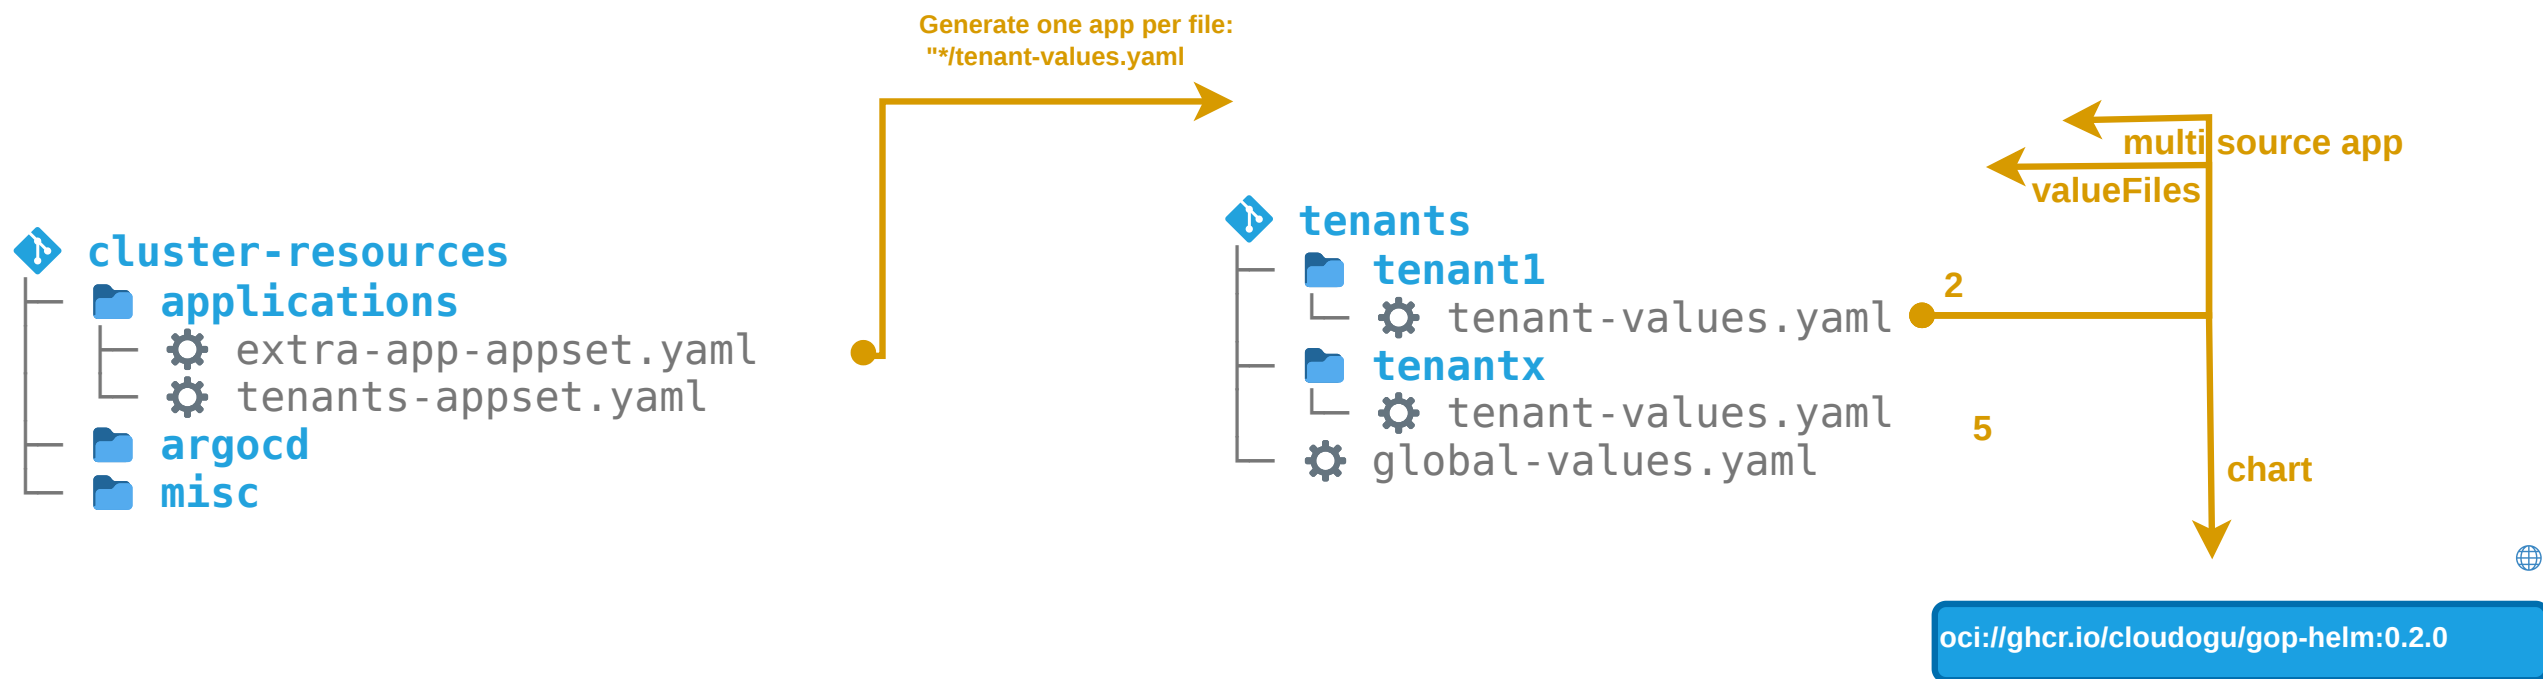 Generate one app per file:
"*/tenant-values.yaml
cluster-resources
applications
extra-app-appset.yaml
tenants-appset.yaml
argocd
misc
tenants
tenant1
tenant-values.yaml
tenantx
tenant-values.yaml
global-values.yaml
multi source app
valueFiles
2
5
chart
oci://ghcr.io/cloudogu/gop-helm:0.2.0